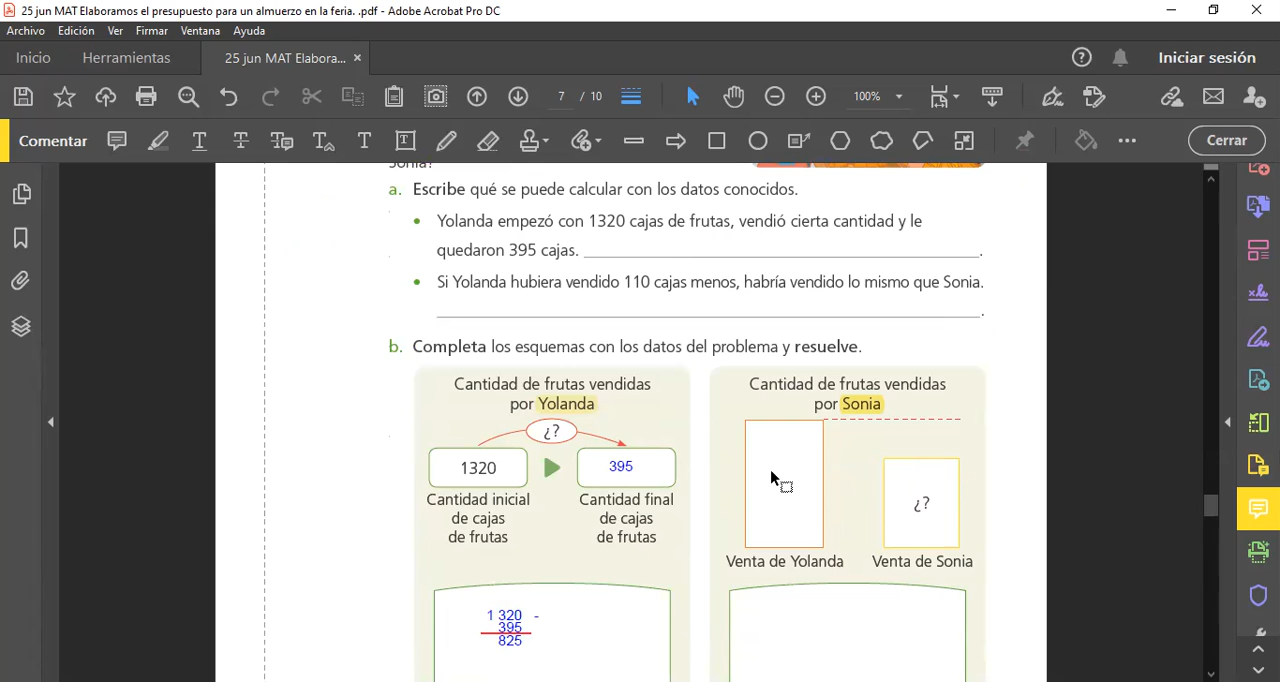 25 jun MAT Elaboramos el presupuesto para un almuerzo en la feria. .pdf - Adobe Acrobat Pro DC
Archivo Edición Ver Firmar Ventana Ayuda
Inicio Herramientas 25 jun MAT Elabora... × Iniciar sesión
7 / 10 100%
Comentar Cerrar
Sonia?
a. Escribe qué se puede calcular con los datos conocidos.
• Yolanda empezó con 1320 cajas de frutas, vendió cierta cantidad y le
quedaron 395 cajas. .
• Si Yolanda hubiera vendido 110 cajas menos, habría vendido lo mismo que Sonia.
.
b. Completa los esquemas con los datos del problema y resuelve.
Cantidad de frutas vendidas
por Yolanda
¿?
1320 395
Cantidad inicial
de cajas
de frutas
Cantidad final
de cajas
de frutas
1 320 -
395
825
Cantidad de frutas vendidas
por Sonia
¿?
Venta de Yolanda Venta de Sonia